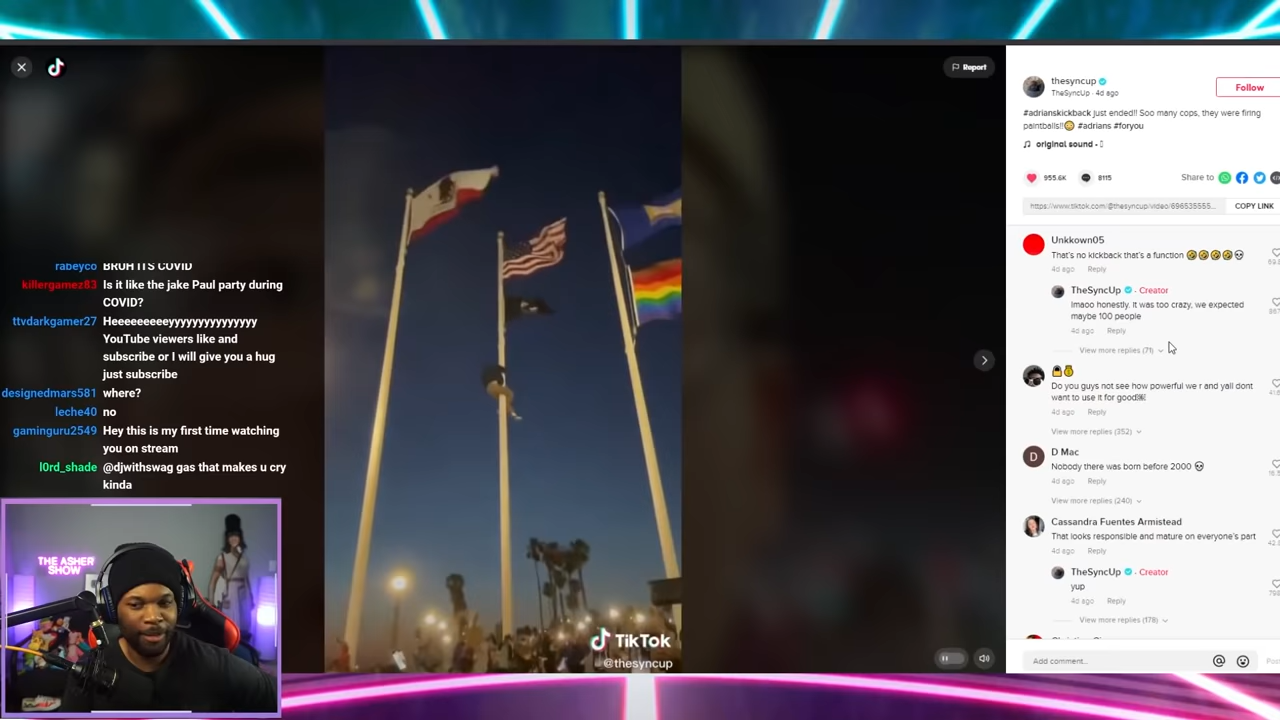 Report
thesyncup
TheSyncUp · 4d ago
Follow
#adrianskickback just ended!! Soo many cops, they were firing
paintballs!!😳 #adrians #foryou
original sound -
955.6K
8115
Share to
https://www.tiktok.com/@thesyncup/video/696535555...
COPY LINK
Unkkown05
That's no kickback that's a function 🤣🤣🤣🤣💀
4d ago Reply
TheSyncUp · Creator
lmaoo honestly. It was too crazy, we expected
maybe 100 people
4d ago Reply
View more replies (71)
Do you guys not see how powerful we r and yall dont
want to use it for good
4d ago Reply
View more replies (352)
D
D Mac
Nobody there was born before 2000 💀
4d ago Reply
View more replies (240)
Cassandra Fuentes Armistead
That looks responsible and mature on everyone's part
4d ago Reply
TheSyncUp · Creator
yup
4d ago Reply
View more replies (178)
Add comment...
rabeyco BRUH ITS COVID
killergamez83 Is it like the jake Paul party during
COVID?
ttvdarkgamer27 Heeeeeeeeeyyyyyyyyyyyyyyy
YouTube viewers like and
subscribe or I will give you a hug
just subscribe
designedmars581 where?
leche40 no
gaminguru2549 Hey this is my first time watching
you on stream
l0rd_shade @djwithswag gas that makes u cry
kinda
THE ASHER
SHOW
TikTok
@thesyncup